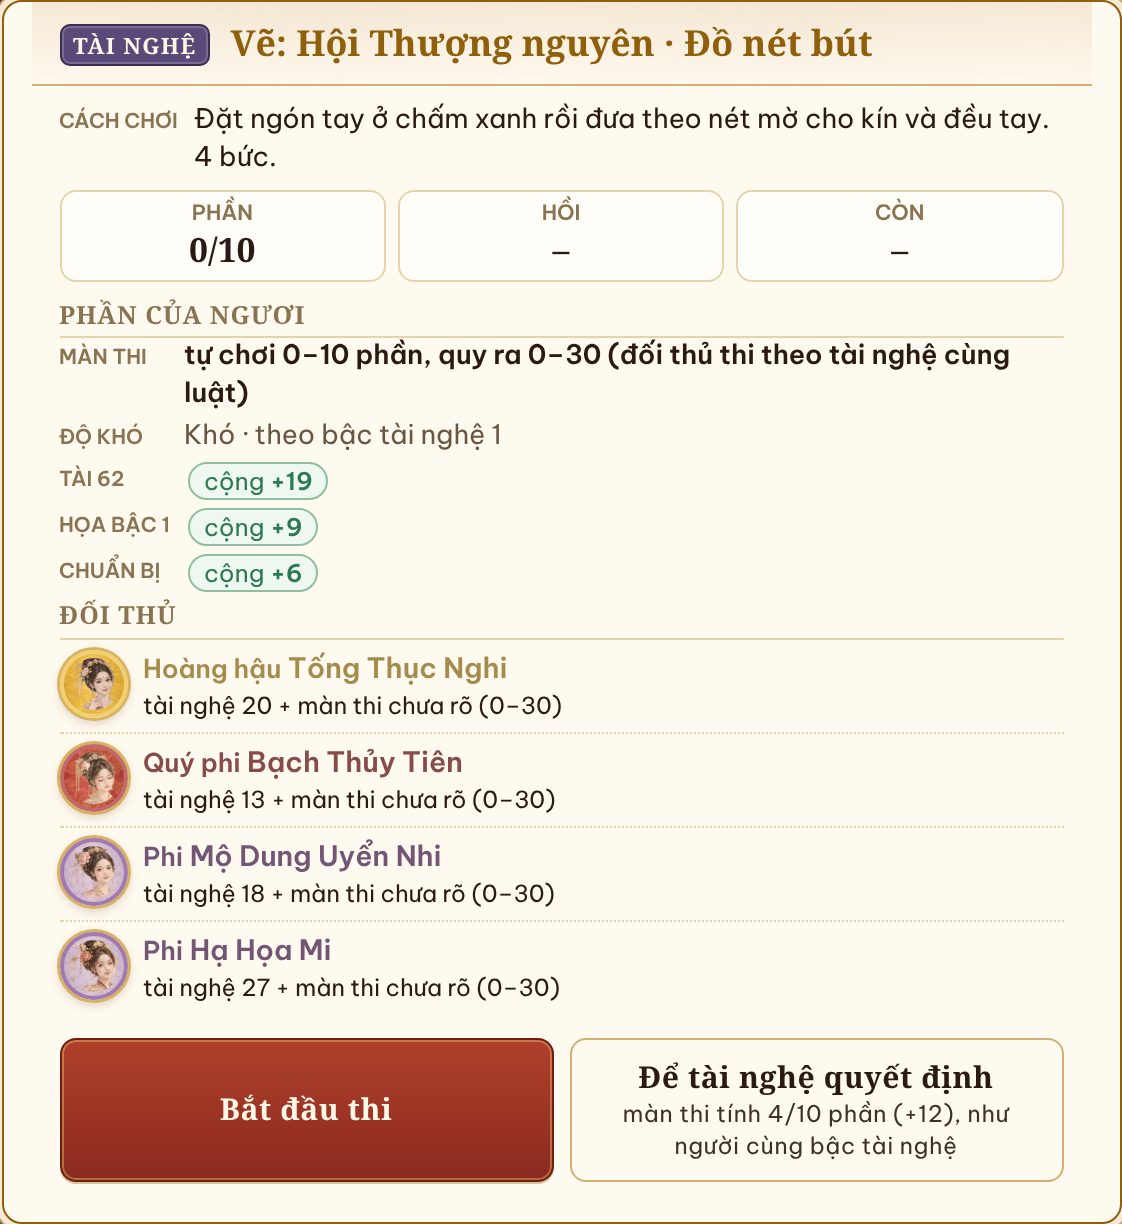 TÀI NGHỆ Vẽ: Hội Thượng nguyên · Đồ nét bút
CÁCH CHƠI Đặt ngón tay ở chấm xanh rồi đưa theo nét mờ cho kín và đều tay.
4 bức.
PHẦN HỒI CÒN
0/10 – –
PHẦN CỦA NGƯƠI
MÀN THI tự chơi 0–10 phần, quy ra 0–30 (đối thủ thi theo tài nghệ cùng
luật)
ĐỘ KHÓ Khó · theo bậc tài nghệ 1
TÀI 62 cộng +19
HỌA BẬC 1 cộng +9
CHUẨN BỊ cộng +6
ĐỐI THỦ
Hoàng hậu Tống Thục Nghi
tài nghệ 20 + màn thi chưa rõ (0–30)
Quý phi Bạch Thủy Tiên
tài nghệ 13 + màn thi chưa rõ (0–30)
Phi Mộ Dung Uyển Nhi
tài nghệ 18 + màn thi chưa rõ (0–30)
Phi Hạ Họa Mi
tài nghệ 27 + màn thi chưa rõ (0–30)
Bắt đầu thi
Để tài nghệ quyết định
màn thi tính 4/10 phần (+12), như
người cùng bậc tài nghệ